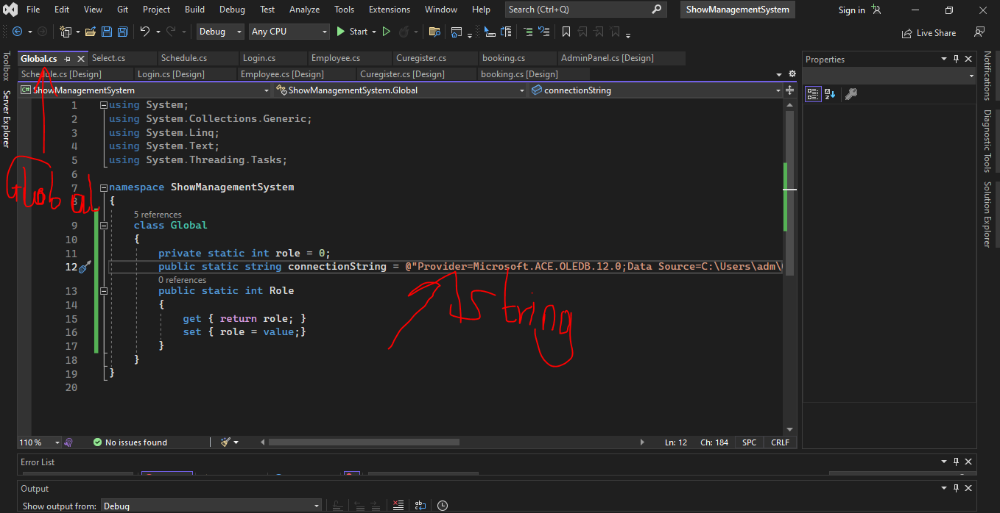 File Edit View Git Project Build Debug Test Analyze Tools Extensions Window Help Search (Ctrl+Q) ShowManagementSystem Sign in
Debug Any CPU Start Live Share
Global.cs Select.cs Schedule.cs Login.cs Employee.cs Curegister.cs booking.cs AdminPanel.cs [Design]
Schedule.cs [Design] Login.cs [Design] Employee.cs [Design] Curegister.cs [Design] booking.cs [Design]
ShowManagementSystem ShowManagementSystem.Global connectionString
Toolbox
Server Explorer
1 using System;
2 using System.Collections.Generic;
3 using System.Linq;
4 using System.Text;
5 using System.Threading.Tasks;
6
7 namespace ShowManagementSystem
8 {
5 references
9 class Global
10 {
11 private static int role = 0;
12 public static string connectionString = @"Provider=Microsoft.ACE.OLEDB.12.0;Data Source=C:\Users\adm\
0 references
13 public static int Role
14 {
15 get { return role; }
16 set { role = value;}
17 }
18 }
19 }
20
Global
String
110 % No issues found Ln: 12 Ch: 184 SPC CRLF
Properties
Notifications
Diagnostic Tools
Solution Explorer
Error List
Output
Show output from: Debug